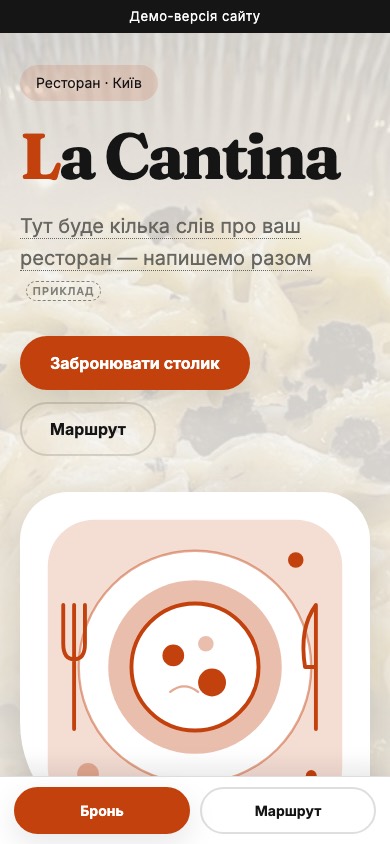 Демо-версія сайту
Ресторан · Київ
La Cantina
Тут буде кілька слів про ваш
ресторан — напишемо разом
ПРИКЛАД
Забронювати столик
Маршрут
Бронь
Маршрут